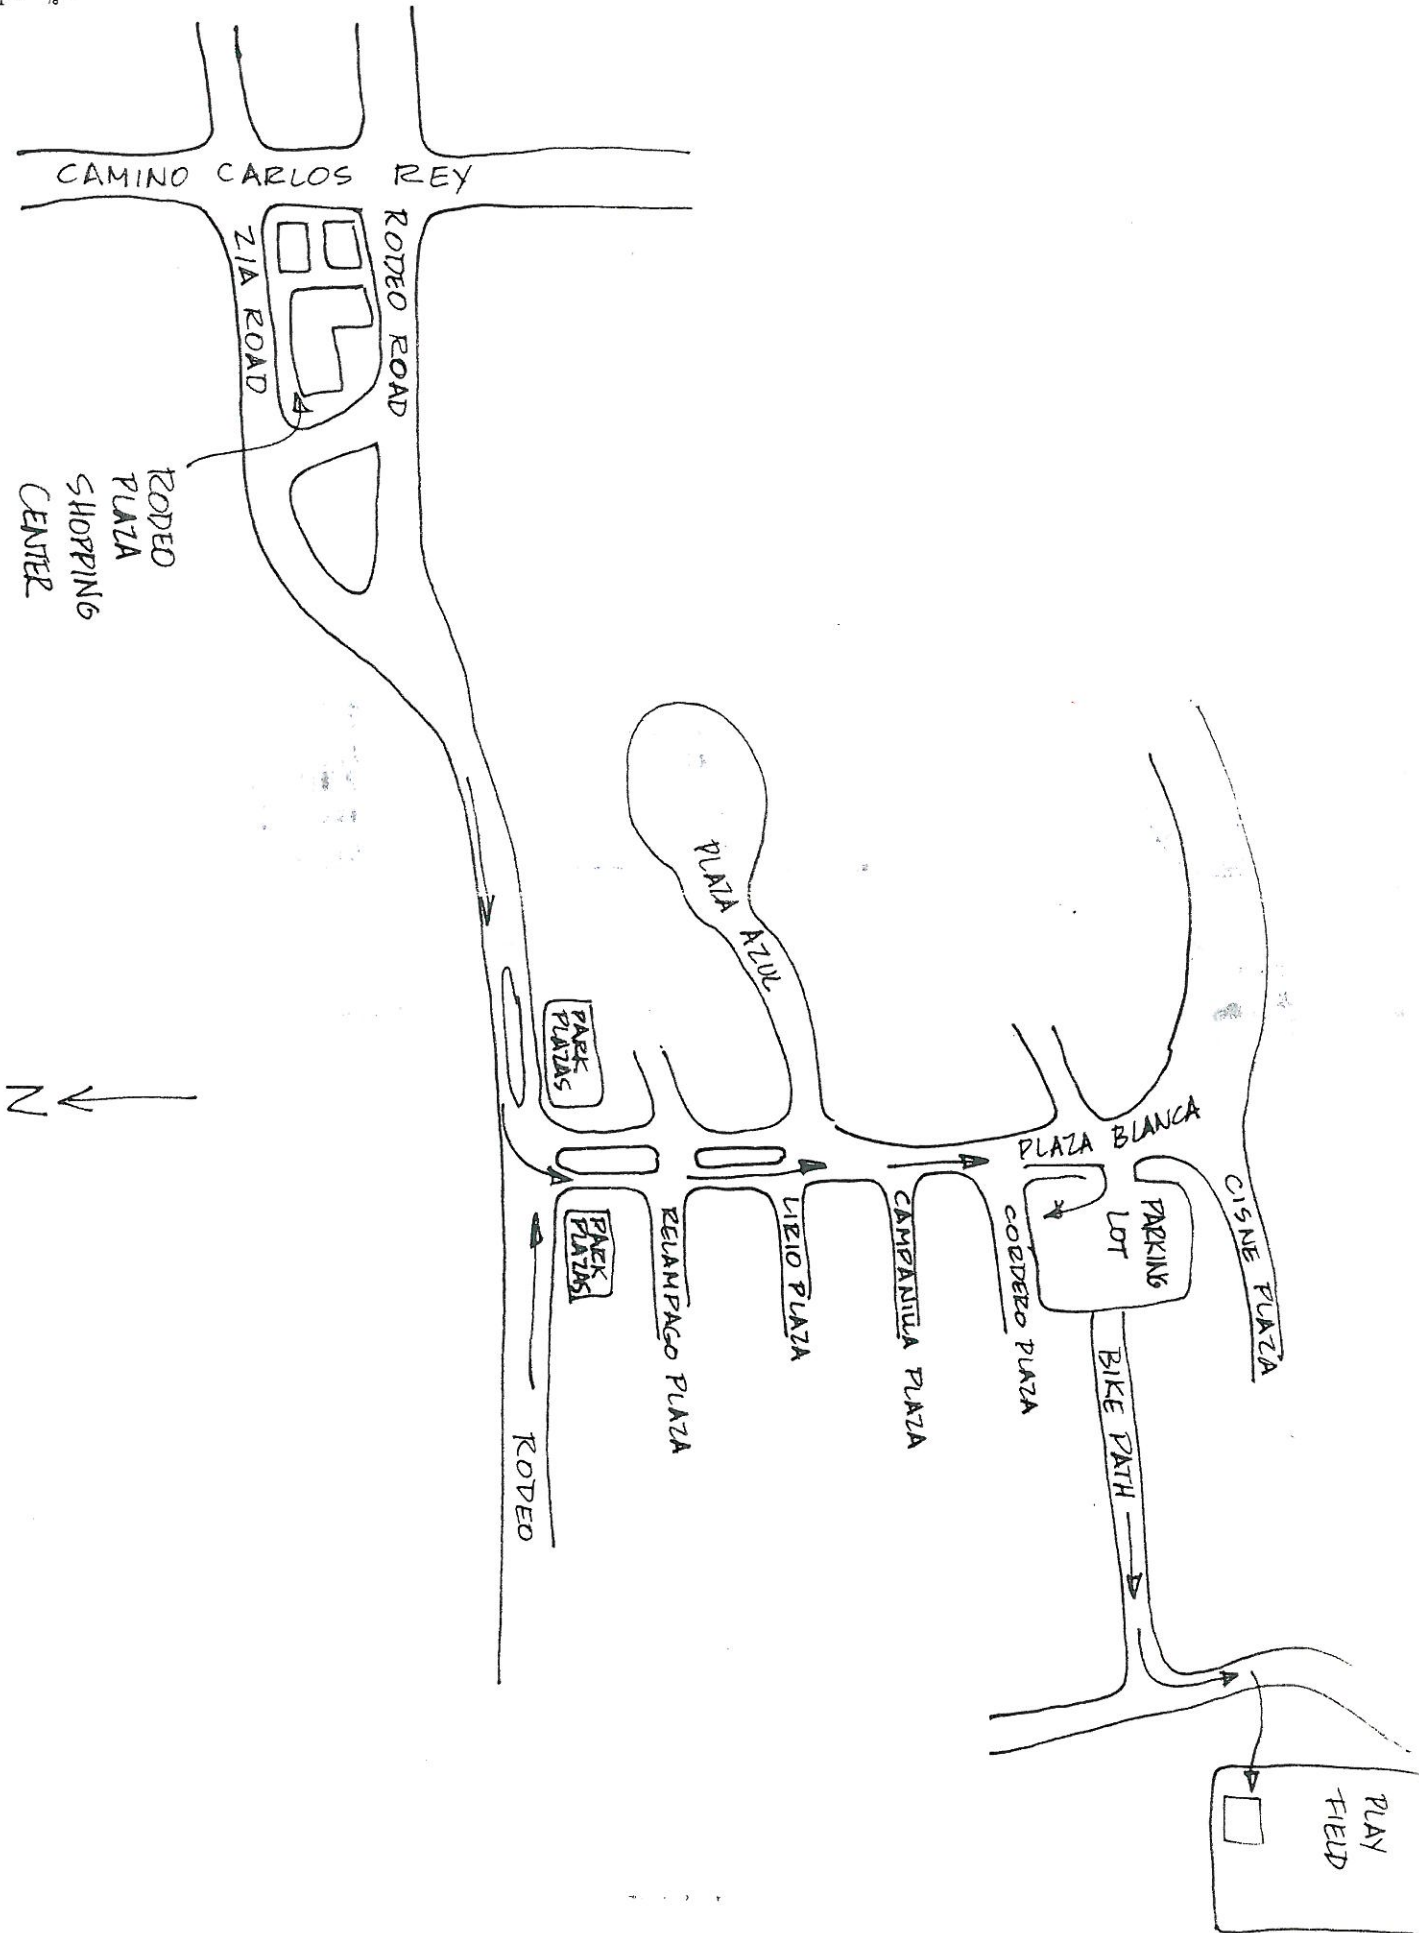 CAMINO CARLOS REY
ZIA ROAD
RODEO ROAD
RODEO
PLAZA
SHOPPING
CENTER
PLAZA AZUL
PARK
PLAZAS
N
PARK
PLAZAS
RELAMPAGO PLAZA
LIRIO PLAZA
CAMPANILLA PLAZA
CORDERO PLAZA
PLAZA BLANCA
PARKING
LOT
CISNE PLAZA
BIKE PATH
RODEO
PLAY
FIELD